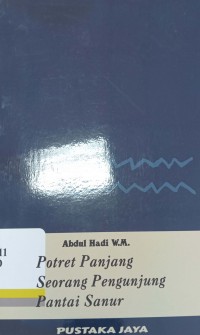 Abdul Hadi W.M.
Potret Panjang
Seorang Pengunjung
Pantai Sanur
PUSTAKA JAYA